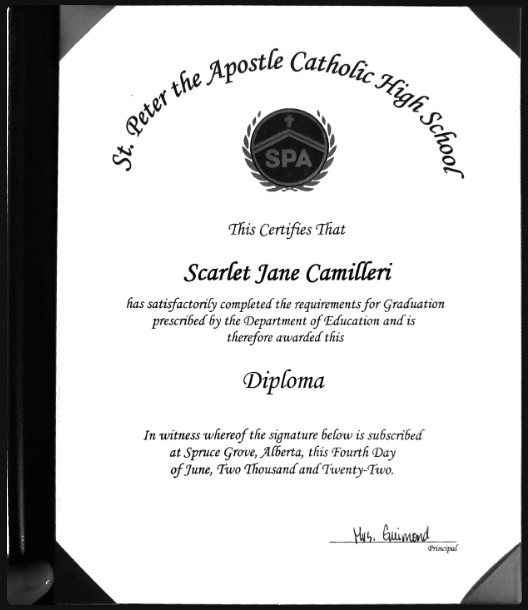 St. Peter the Apostle Catholic High School
SPA
This Certifies That
Scarlet Jane Camilleri
has satisfactorily completed the requirements for Graduation
prescribed by the Department of Education and is
therefore awarded this
Diploma
In witness whereof the signature below is subscribed
at Spruce Grove, Alberta, this Fourth Day
of June, Two Thousand and Twenty-Two.
Mrs. Guimond
Principal